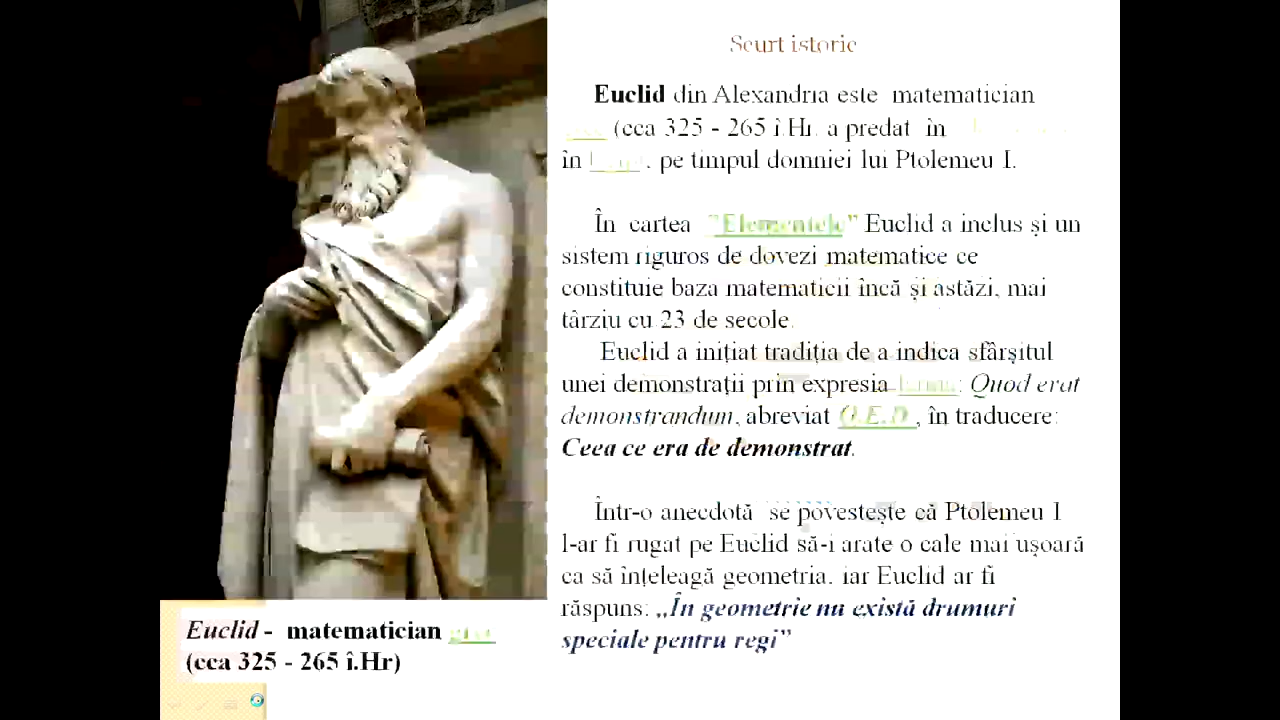 Scurt istoric
Euclid din Alexandria este matematician
(cca 325 - 265 î.Hr. a predat în
în , pe timpul domniei lui Ptolemeu I.
În cartea "Elementele" Euclid a inclus și un
sistem riguros de dovezi matematice ce
constituie baza matematicii încă și astăzi, mai
târziu cu 23 de secole.
Euclid a inițiat tradiția de a indica sfârșitul
unei demonstrații prin expresia : Quod erat
demonstrandum, abreviat Q.E.D., în traducere:
Ceea ce era de demonstrat.
Într-o anecdotă se povestește că Ptolemeu I
l-ar fi rugat pe Euclid să-i arate o cale mai ușoară
ca să înțeleagă geometria, iar Euclid ar fi
răspuns: „În geometrie nu există drumuri
speciale pentru regi”
Euclid - matematician grec
(cca 325 - 265 î.Hr)